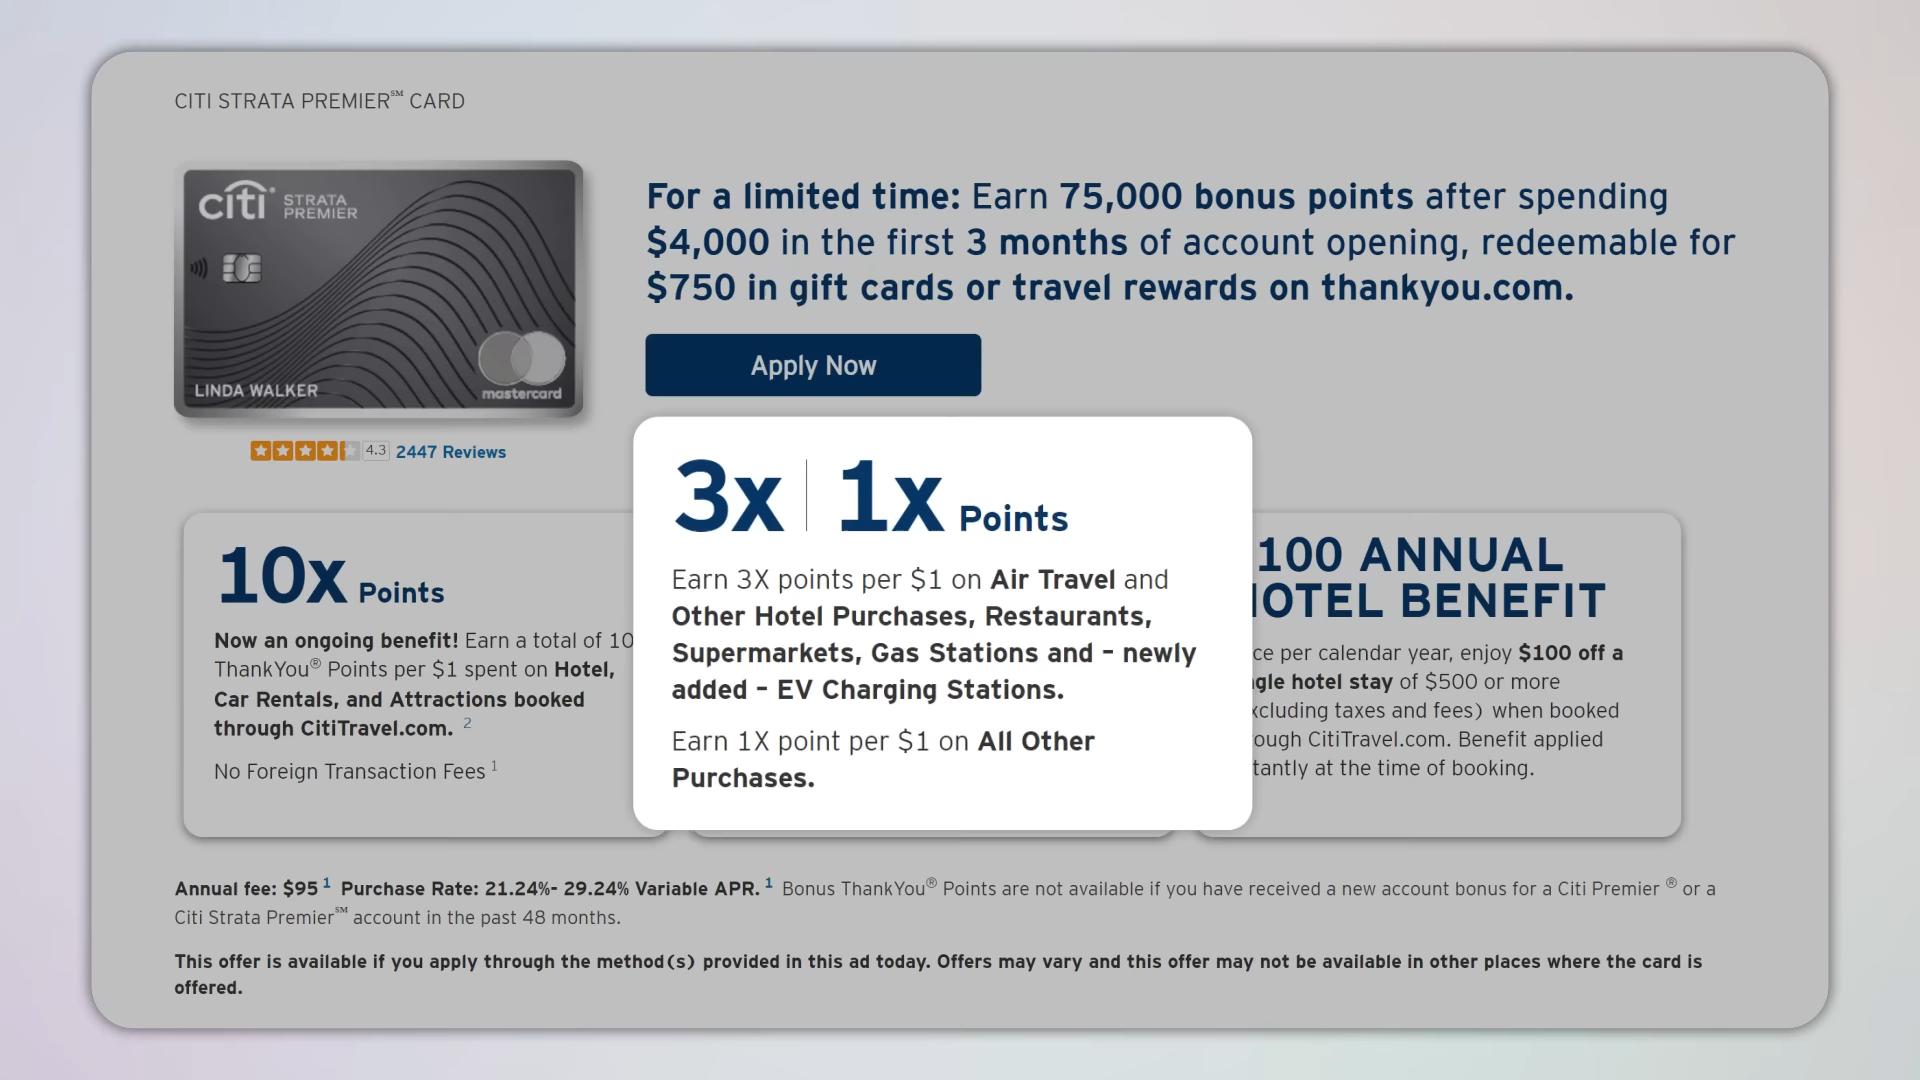 CITI STRATA PREMIER℠ CARD
citi® STRATA
PREMIER
LINDA WALKER
mastercard
4.3 2447 Reviews
For a limited time: Earn 75,000 bonus points after spending
$4,000 in the first 3 months of account opening, redeemable for
$750 in gift cards or travel rewards on thankyou.com.
Apply Now
10x Points
Now an ongoing benefit! Earn a total of 10
ThankYou® Points per $1 spent on Hotel,
Car Rentals, and Attractions booked
through CitiTravel.com. 2
No Foreign Transaction Fees 1
3x 1x Points
Earn 3X points per $1 on Air Travel and
Other Hotel Purchases, Restaurants,
Supermarkets, Gas Stations and – newly
added – EV Charging Stations.
Earn 1X point per $1 on All Other
Purchases.
100 ANNUAL
BENEFIT
per calendar year, enjoy $100 off a
hotel stay of $500 or more
taxes and fees) when booked
CitiTravel.com. Benefit applied
at the time of booking.
Annual fee: $95 1 Purchase Rate: 21.24%- 29.24% Variable APR. 1 Bonus ThankYou® Points are not available if you have received a new account bonus for a Citi Premier ® or a
Citi Strata Premier℠ account in the past 48 months.
This offer is available if you apply through the method(s) provided in this ad today. Offers may vary and this offer may not be available in other places where the card is
offered.